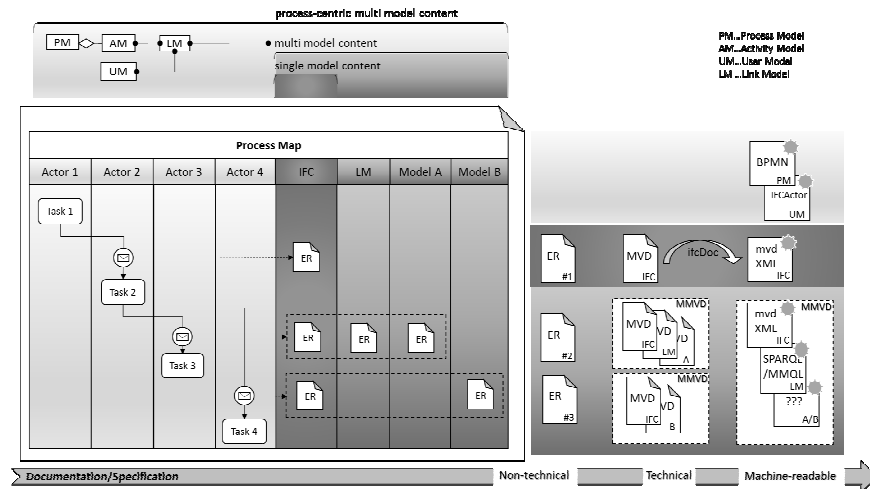 process-centric multi model content
PM
AM
LM
UM
multi model content
single model content
PM...Process Model
AM...Activity Model
UM...User Model
LM ...Link Model
Process Map
Actor 1
Actor 2
Actor 3
Actor 4
IFC
LM
Model A
Model B
Task 1
Task 2
Task 3
Task 4
ER
ER
ER
ER
ER
ER
BPMN
PM
IFCActor
UM
ER
#1
MVD
IFC
ifcDoc
mvd
XML
IFC
ER
#2
MMVD
MVD
IFC
VD
LM
VD
A
MMVD
mvd
XML
IFC
SPARQL
/MMQL
LM
???
A/B
ER
#3
MMVD
MVD
IFC
VD
B
Documentation/Specification
Non-technical
Technical
Machine-readable